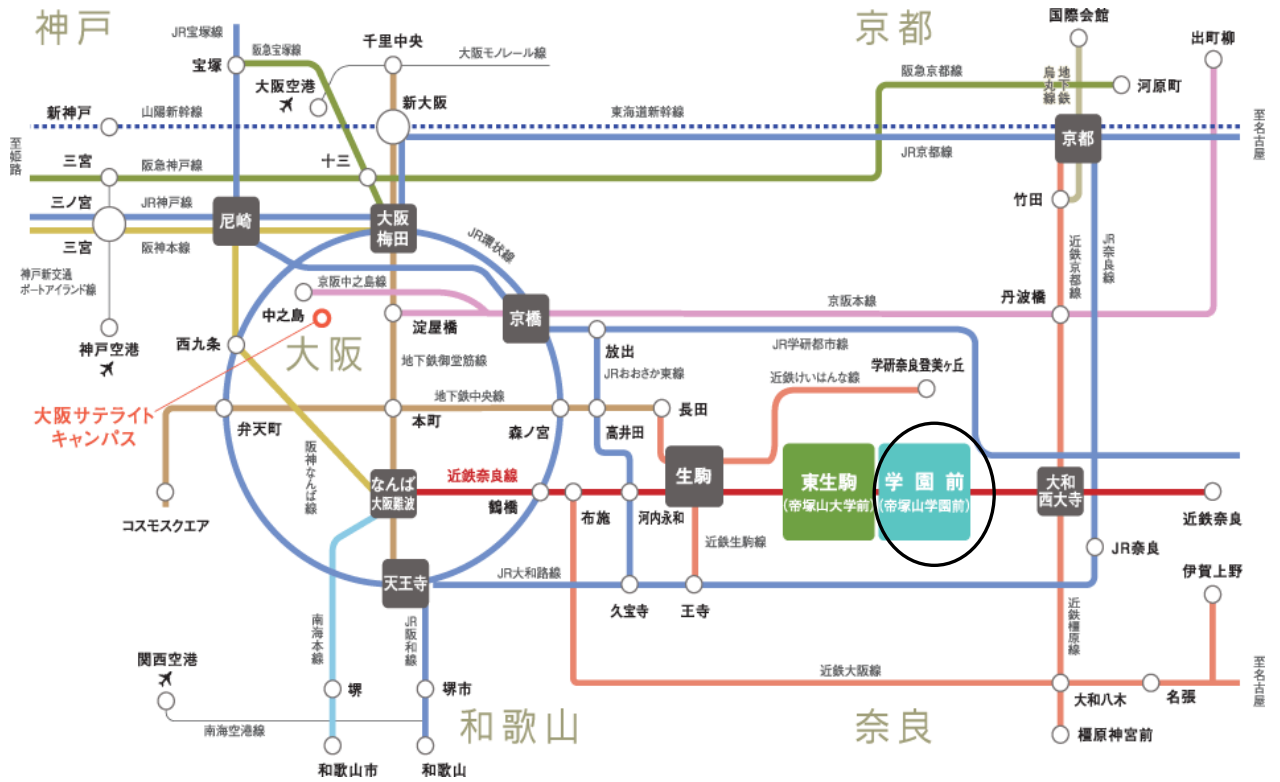 神戸
京都
国際会館
JR宝塚線
千里中央
出町柳
阪急宝塚線
大阪モノレール線
宝塚
阪急京都線
地下鉄
烏丸線
大阪空港
河原町
新大阪
新神戸
山陽新幹線
東海道新幹線
至姫路
至名古屋
京都
JR京都線
三宮
阪急神戸線
十三
三ノ宮
JR神戸線
竹田
尼崎
大阪
梅田
JR環状線
三宮
阪神本線
近鉄京都線
JR奈良線
神戸新交通
ポートアイランド線
京阪中之島線
中之島
京橋
京阪本線
丹波橋
淀屋橋
神戸空港
西九条
大阪
放出
JR学研都市線
地下鉄御堂筋線
JRおおさか東線
学研奈良登美ヶ丘
近鉄けいはんな線
大阪サテライト
キャンパス
地下鉄中央線
長田
弁天町
本町
森ノ宮
高井田
阪神なんば線
生駒
東生駒
(帝塚山大学前)
学園前
(帝塚山学園前)
近鉄奈良線
なんば
大阪難波
大和
西大寺
コスモスクエア
鶴橋
布施
河内永和
近鉄奈良
近鉄生駒線
JR奈良
天王寺
JR大和路線
伊賀上野
久宝寺
王寺
南海本線
JR阪和線
近鉄橿原線
関西空港
近鉄大阪線
至名古屋
堺
堺市
大和八木
名張
和歌山
奈良
南海空港線
橿原神宮前
和歌山市
和歌山